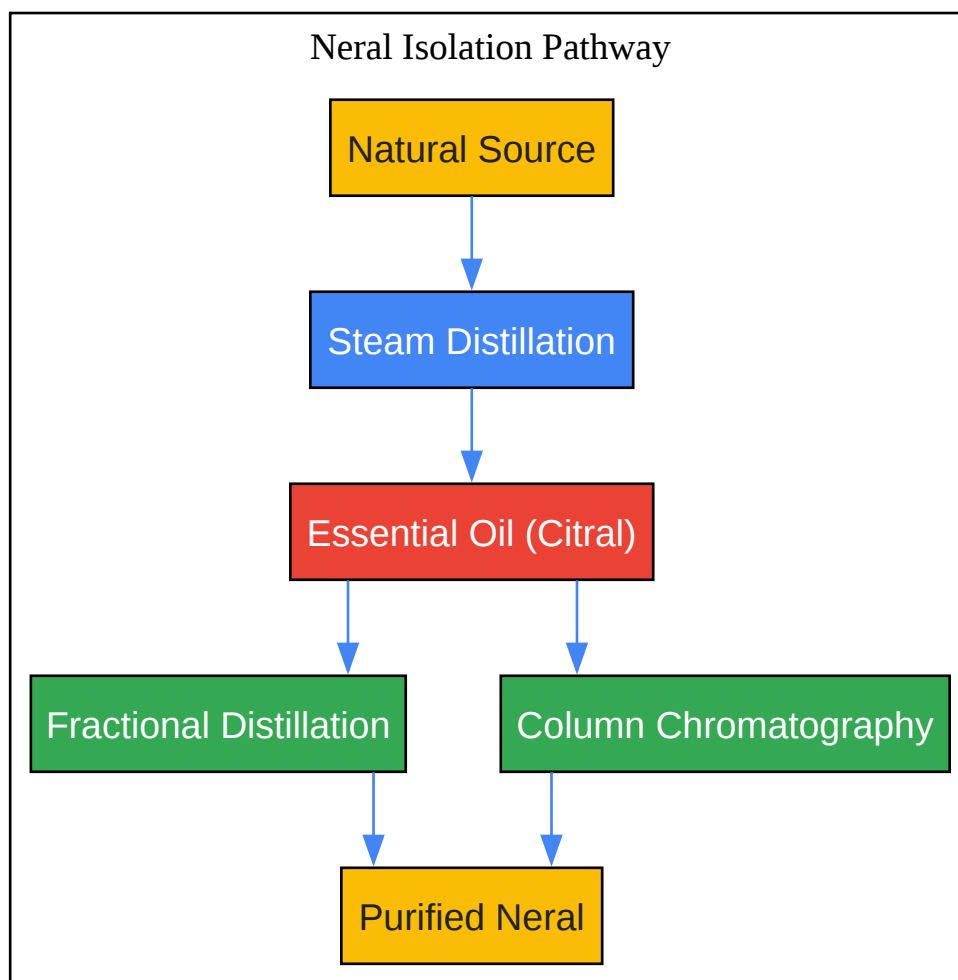 Neral Isolation Pathway
Natural Source
Steam Distillation
Essential Oil (Citral)
Fractional Distillation
Column Chromatography
Purified Neral